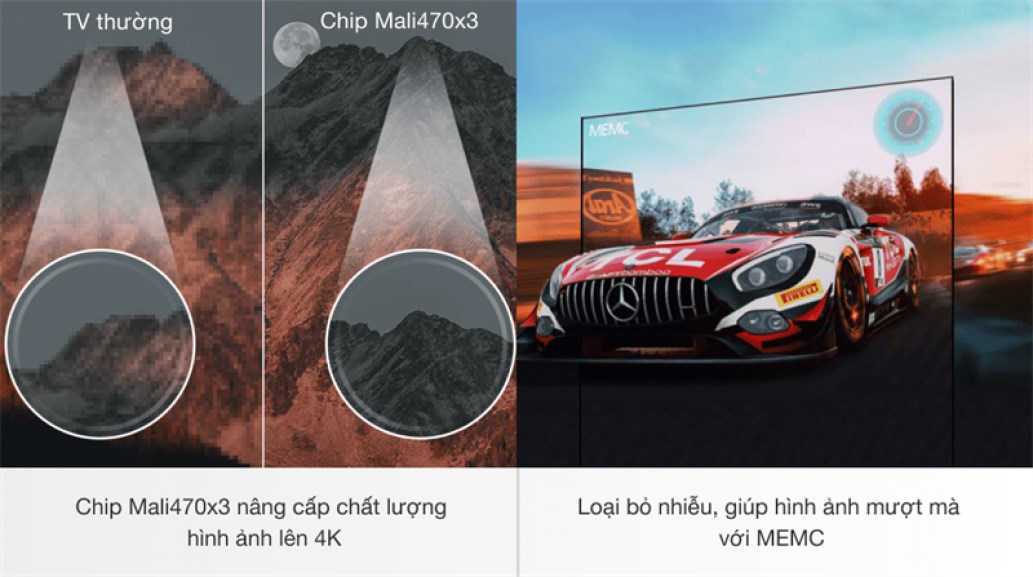 TV thường
Chip Mali470x3
MEMC
Aral
TCL
PIRELLI
Chip Mali470x3 nâng cấp chất lượng
hình ảnh lên 4K
Loại bỏ nhiễu, giúp hình ảnh mượt mà
với MEMC